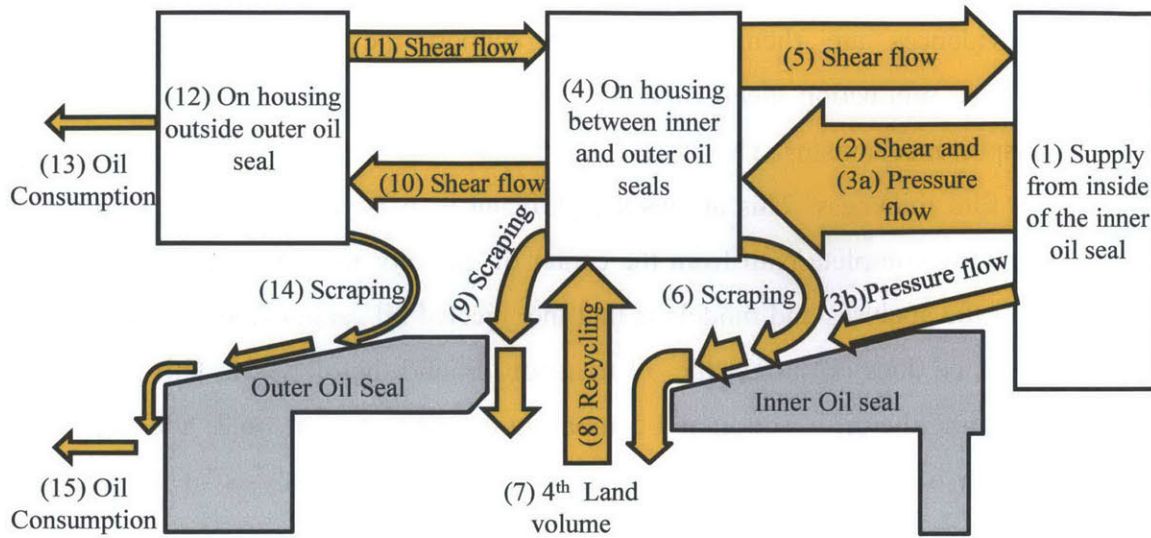 (11) Shear flow
(5) Shear flow
(12) On housing
outside outer oil
seal
(4) On housing
between inner
and outer oil
seals
(2) Shear and
(3a) Pressure
flow
(1) Supply
from inside
of the inner
oil seal
(13) Oil
Consumption
(10) Shear flow
(14) Scraping
(9) Scraping
(6) Scraping
(3b)Pressure flow
Outer Oil Seal
(8) Recycling
Inner Oil seal
(15) Oil
Consumption
(7) 4th Land
volume